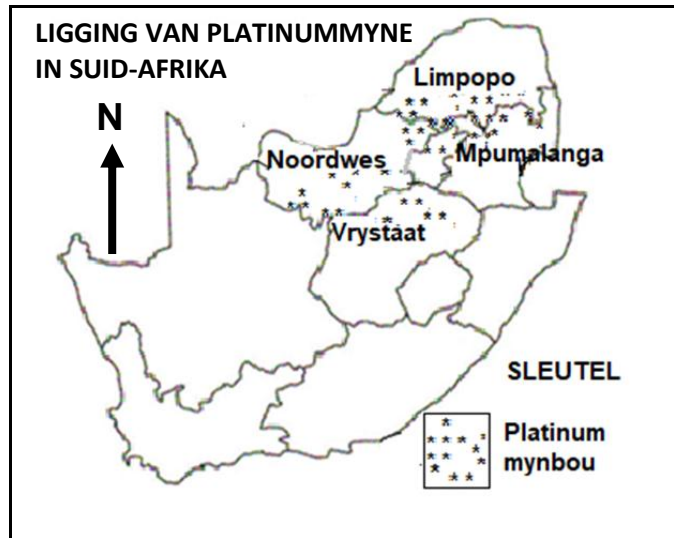 LIGGING VAN PLATINUMMYNE
IN SUID-AFRIKA
N
Limpopo
Noordwes
Mpumalanga
Vrystaat
SLEUTEL
Platinum
mynbou